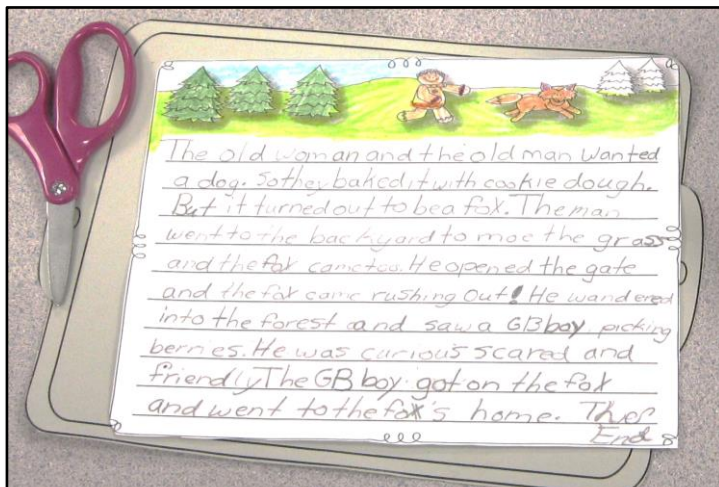 The old woman and the old man wanted
a dog. So they baked it with cookie dough.
But it turned out to be a fox. The man
went to the backyard to moe the grass
and the fox came too. He opened the gate
and the fox came rushing out! He wandered
into the forest and saw a GB boy picking
berries. He was curious scared and
friendly The GB boy got on the fox
and went to the fox's home. The
End